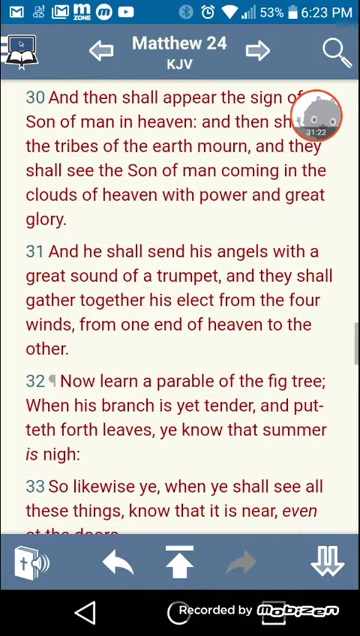 mZONE 53% 6:23 PM
Matthew 24
KJV
30 And then shall appear the sign of
Son of man in heaven: and then sh
the tribes of the earth mourn, and they
shall see the Son of man coming in the
clouds of heaven with power and great
glory.
31:22
31 And he shall send his angels with a
great sound of a trumpet, and they shall
gather together his elect from the four
winds, from one end of heaven to the
other.
32 ¶ Now learn a parable of the fig tree;
When his branch is yet tender, and put-
teth forth leaves, ye know that summer
is nigh:
33 So likewise ye, when ye shall see all
these things, know that it is near, even
at the doors.
Recorded by mobizen